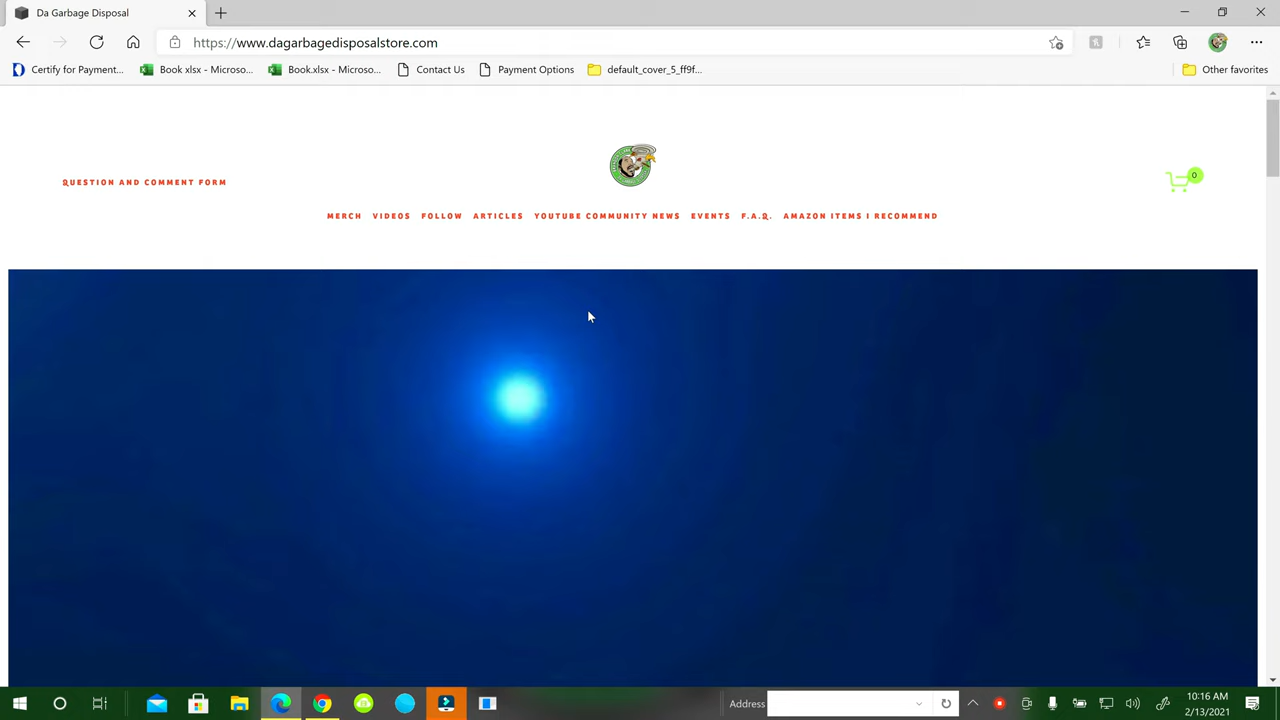 Da Garbage Disposal
https://www.dagarbagedisposalstore.com
Certify for Payment... Book xlsx - Microso... Book.xlsx - Microso... Contact Us Payment Options default_cover_5_ff9f... Other favorites
QUESTION AND COMMENT FORM
0
MERCH VIDEOS FOLLOW ARTICLES YOUTUBE COMMUNITY NEWS EVENTS F.A.Q. AMAZON ITEMS I RECOMMEND
Address
10:16 AM
2/13/2021